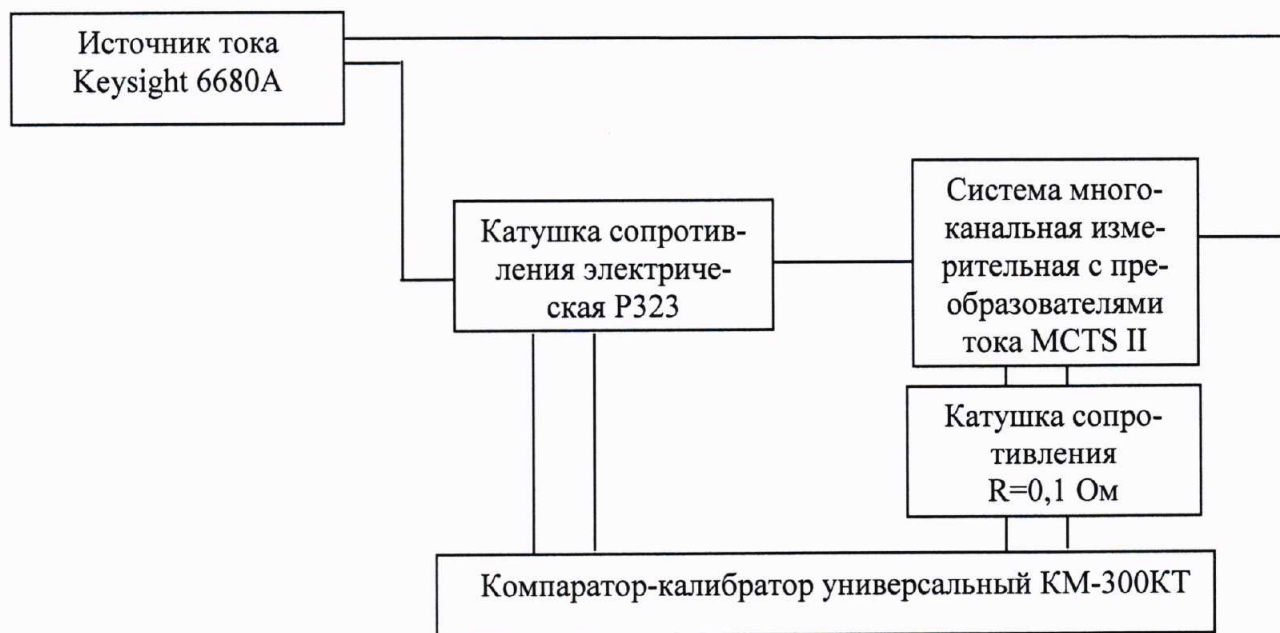 Источник тока
Keysight 6680A
Катушка сопротив-
ления электриче-
ская Р323
Система много-
канальная изме-
рительная с пре-
образователями
тока MCTS II
Катушка сопро-
тивления
R=0,1 Ом
Компаратор-калибратор универсальный КМ-300КТ